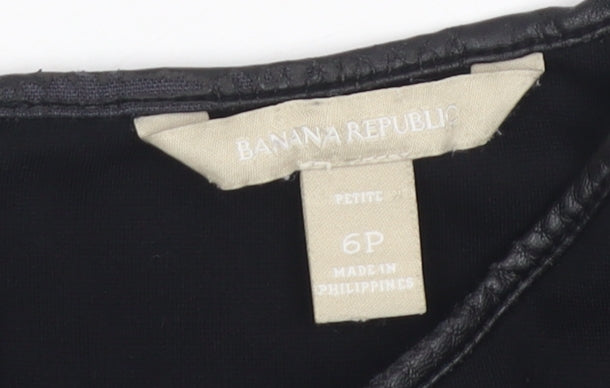 BANANA REPUBLIC
PETITE
6P
MADE IN
PHILIPPINES